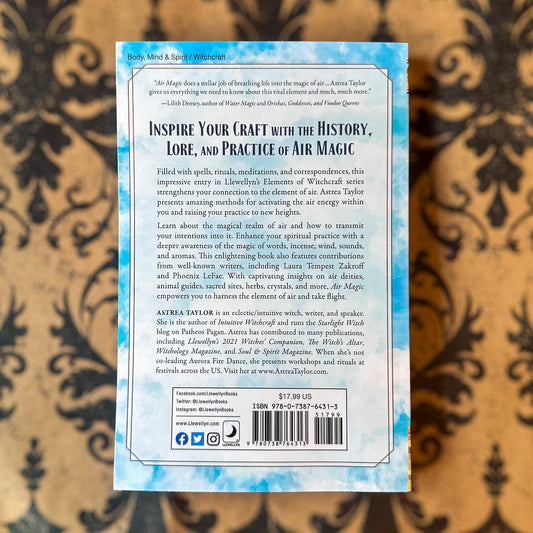 Body, Mind & Spirit / Witchcraft
"Air Magic does a stellar job of breathing life into the magic of air...Astrea Taylor
gives us everything we need to know about this vital element and much, much more."
—Lilith Dorsey, author of Water Magic and Orishas, Goddesses, and Voodoo Queens
INSPIRE YOUR CRAFT WITH THE HISTORY,
LORE, AND PRACTICE OF AIR MAGIC
Filled with spells, rituals, meditations, and correspondences, this
impressive entry in Llewellyn's Elements of Witchcraft series
strengthens your connection to the element of air. Astrea Taylor
presents amazing methods for activating the air energy within
you and raising your practice to new heights.
Learn about the magical realm of air and how to transmit
your intentions into it. Enhance your spiritual practice with a
deeper awareness of the magic of words, incense, wind, sounds,
and aromas. This enlightening book also features contributions
from well-known writers, including Laura Tempest Zakroff
and Phoenix LeFae. With captivating insights on air deities,
animal guides, sacred sites, herbs, crystals, and more, Air Magic
empowers you to harness the element of air and take flight.
ASTREA TAYLOR is an eclectic/intuitive witch, writer, and speaker.
She is the author of Intuitive Witchcraft and runs the Starlight Witch
blog on Patheos Pagan. Astrea has contributed to many publications,
including Llewellyn's 2021 Witches' Companion, The Witch's Altar,
Witchology Magazine, and Soul & Spirit Magazine. When she's not
co-leading Aurora Fire Dance, she presents workshops and rituals at
festivals across the US. Visit her at www.AstreaTaylor.com.
Facebook.com/LlewellynBooks
Twitter: @LlewellynBooks
Instagram: @LlewellynBooks
www.Llewellyn.com
LLEWELLYN
$17.99 US
ISBN 978-0-7387-6431-3
51799
9 780738 764313